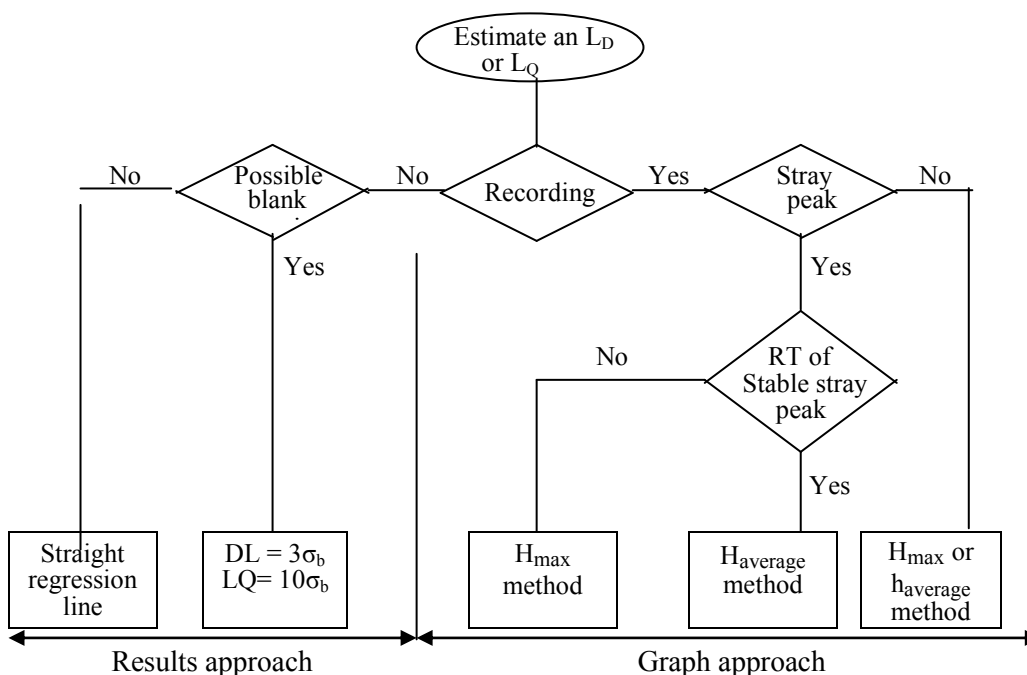 Estimate an L_D
or L_Q
No
Possible
blank
.
No
Recording
Yes
Stray
peak
No
Yes
Yes
No
RT of
Stable stray
peak
Yes
Straight
regression
line
DL = 3σ_b
LQ= 10σ_b
H_max
method
H_average
method
H_max or
h_average
method
Results approach
Graph approach